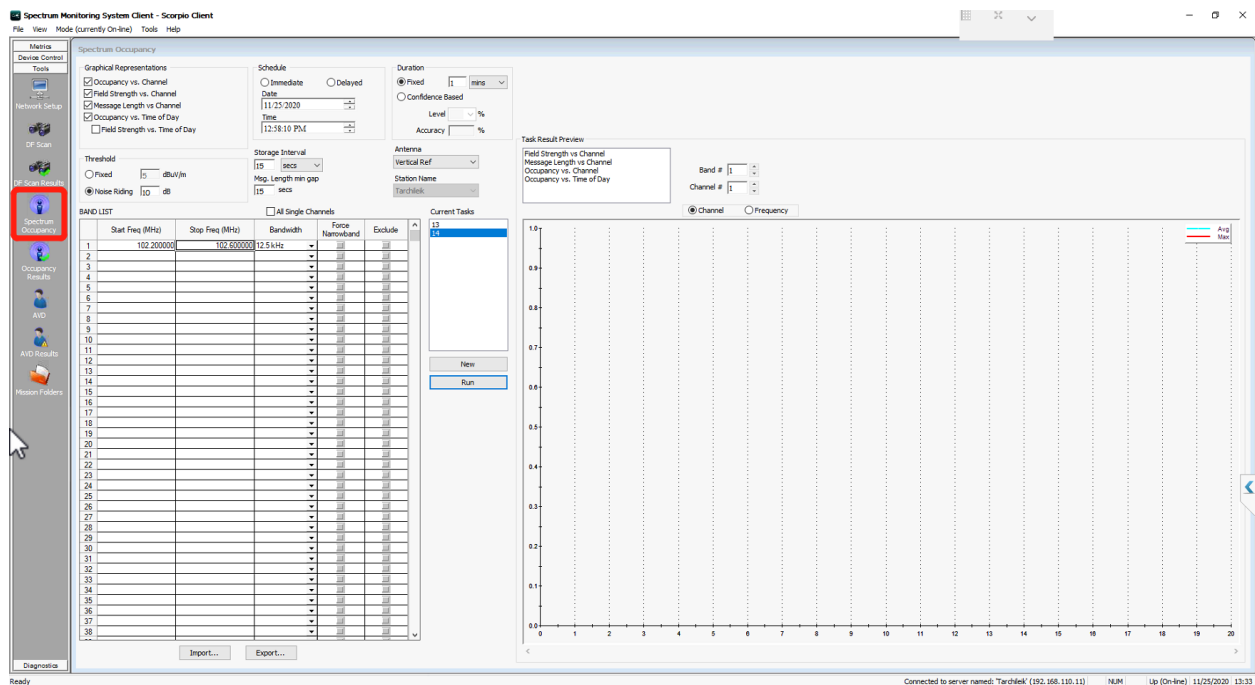 Spectrum Monitoring System Client - Scorpio Client
File View Mode (currently On-line) Tools Help
Metrics
Device Control
Tools
Network Setup
DF Scan
DF Scan Results
Spectrum
Occupancy
Occupancy
Results
AVD
AVD Results
Mission Folders
Diagnostics
Spectrum Occupancy
Graphical Representations
Occupancy vs. Channel
Field Strength vs. Channel
Message Length vs Channel
Occupancy vs. Time of Day
Field Strength vs. Time of Day
Schedule
Immediate Delayed
Date
11/25/2020
Time
12:58:10 PM
Duration
Fixed 1 mins
Confidence Based
Level %
Accuracy %
Threshold
Fixed 5 dBuV/m
Noise Riding 10 dB
Storage Interval
15 secs
Msg. Length min gap
15 secs
Antenna
Vertical Ref
Station Name
Tarchileik
BAND LIST
All Single Channels
Start Freq (MHz) Stop Freq (MHz) Bandwidth Force Narrowband Exclude
1 102.200000 102.600000 12.5 kHz
2
3
4
5
6
7
8
9
10
11
12
13
14
15
16
17
18
19
20
21
22
23
24
25
26
27
28
29
30
31
32
33
34
35
36
37
38
Import... Export...
Current Tasks
13
14
New
Run
Task Result Preview
Field Strength vs Channel
Message Length vs Channel
Occupancy vs. Channel
Occupancy vs. Time of Day
Band # 1
Channel # 1
Channel Frequency
Avg
Max
1.0
0.9
0.8
0.7
0.6
0.5
0.4
0.3
0.2
0.1
0.0
0 1 2 3 4 5 6 7 8 9 10 11 12 13 14 15 16 17 18 19 20
Ready
Connected to server named: 'Tarchileik' (192.168.110.11) NUM Up (On-line) 11/25/2020 13:33